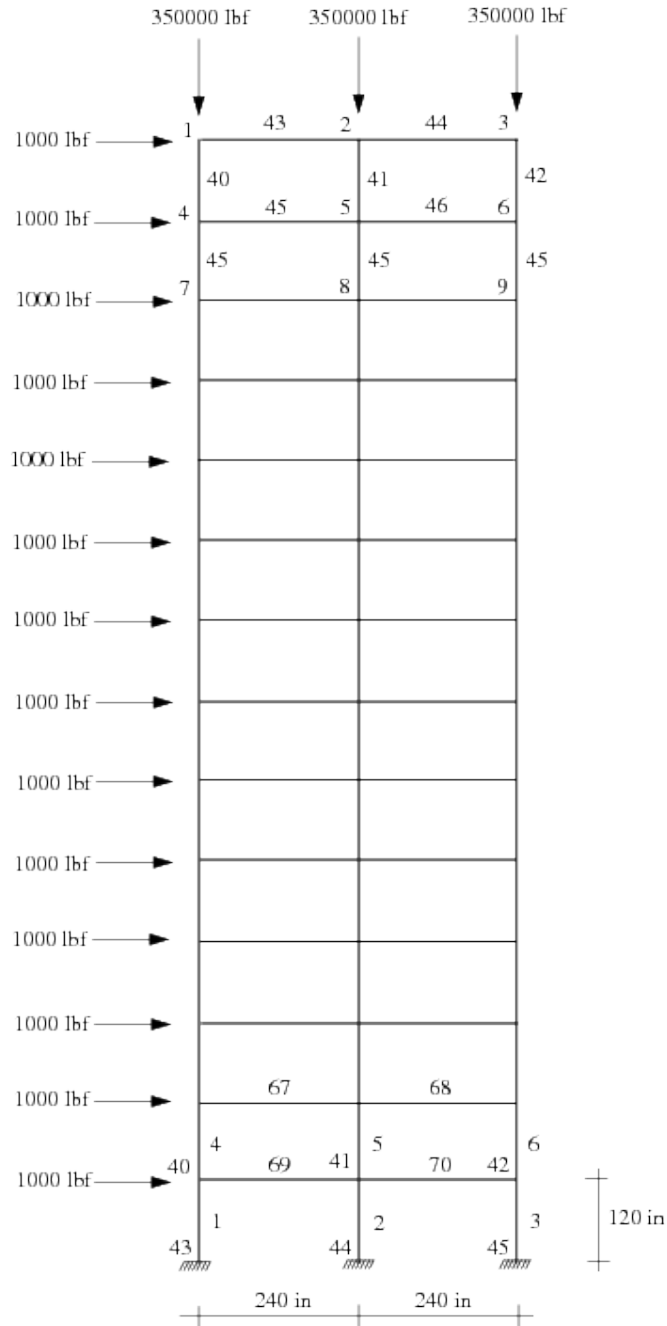 350000 lbf 350000 lbf 350000 lbf
1 43 2 44 3
1000 lbf
40 41 42
1000 lbf 4 45 5 46 6
45 45 45
1000 lbf 7 8 9
1000 lbf
1000 lbf
1000 lbf
1000 lbf
1000 lbf
1000 lbf
1000 lbf
1000 lbf
1000 lbf
67 68
1000 lbf
4 5 6
40 69 41 70 42
1000 lbf
1 2 3 120 in
43 44 45
240 in 240 in